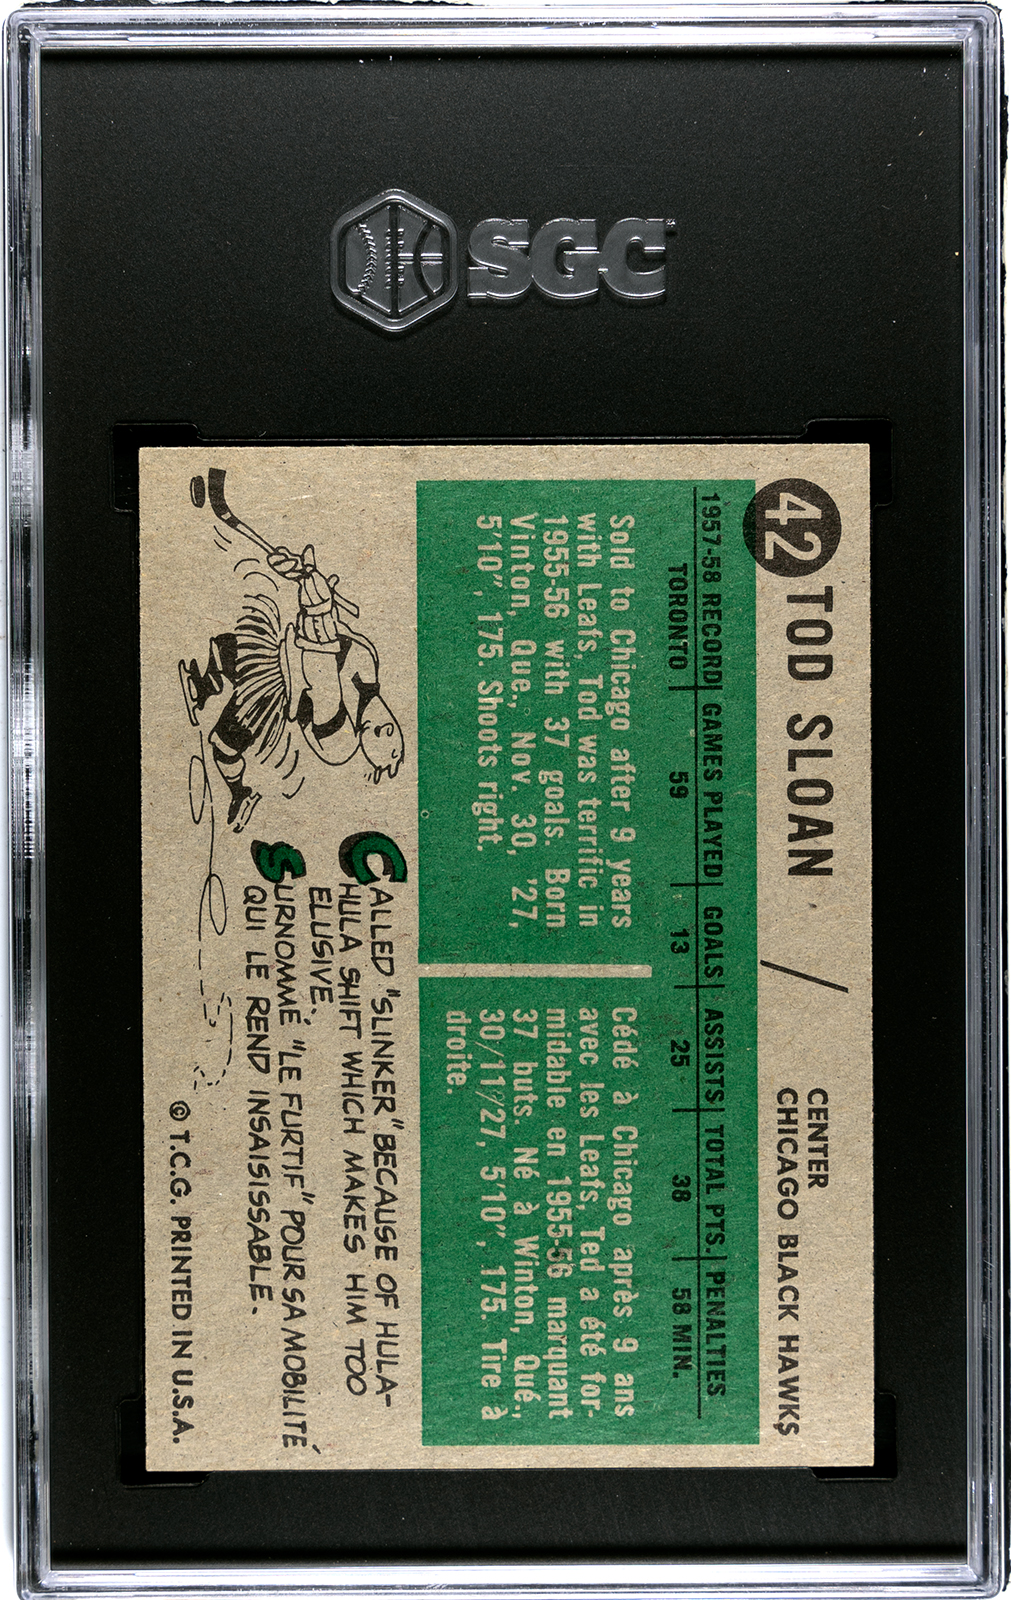 SGC
42 TOD SLOAN / CENTER
CHICAGO BLACK HAWKS
1957-58 RECORD GAMES PLAYED GOALS ASSISTS TOTAL PTS. PENALTIES
TORONTO 59 13 25 38 58 MIN.
Sold to Chicago after 9 years
with Leafs, Tod was terrific in
1955-56 with 37 goals. Born
Vinton, Que., Nov. 30, '27,
5'10", 175. Shoots right.
Cédé à Chicago après 9 ans
avec les Leafs, Ted a été for-
midable en 1955-56 marquant
37 buts. Né à Winton, Qué.,
30/11/27, 5'10", 175. Tire à
droite.
CALLED "SLINKER" BECAUSE OF HULA-
HULA SHIFT WHICH MAKES HIM TOO
ELUSIVE.
SURNOMMÉ "LE FURTIF" POUR SA MOBILITÉ
QUI LE REND INSAISISSABLE.
© T.C.G. PRINTED IN U.S.A.